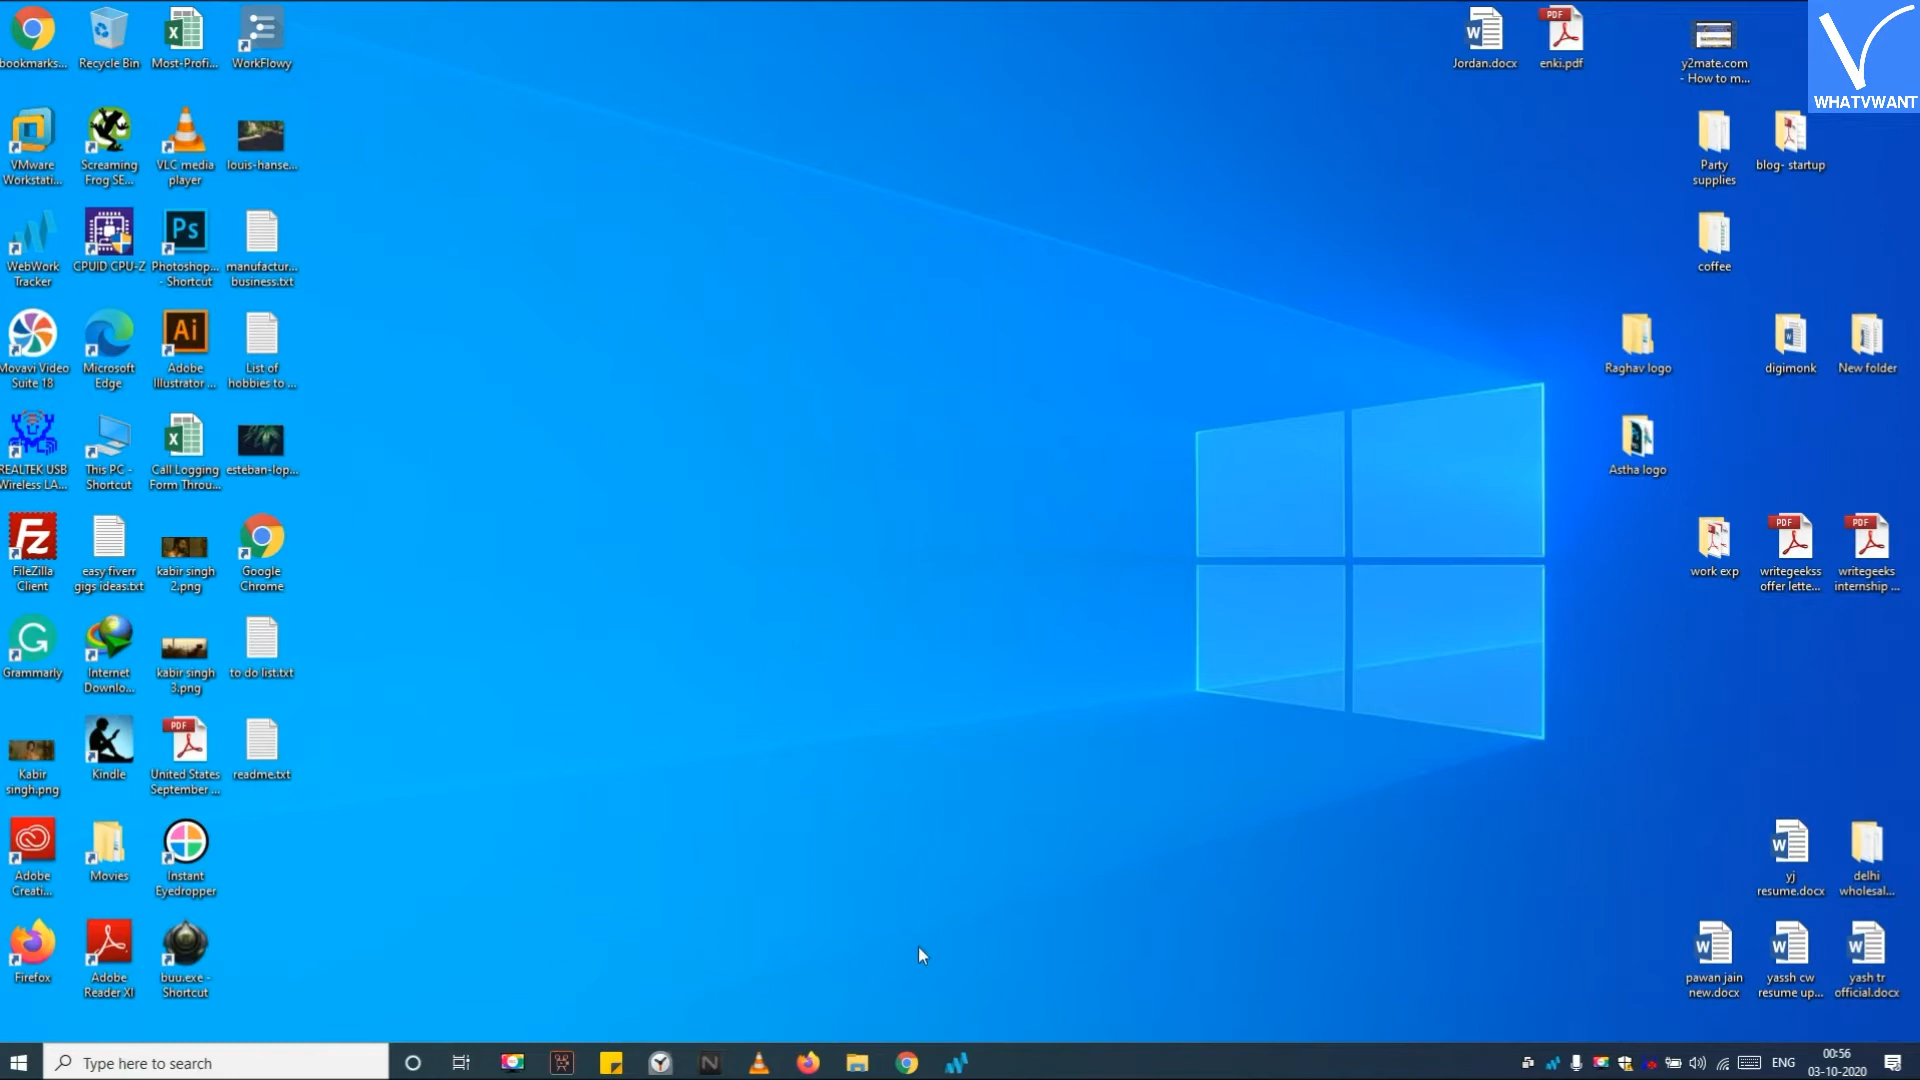 bookmarks...
Recycle Bin
Most-Profi...
WorkFlowy
Jordan.docx
PDF
enki.pdf
y2mate.com
- How to m...
WHATVWANT
VMware
Workstati...
Screaming
Frog SE...
VLC media
player
louis-hanse...
Party
supplies
blog- startup
WebWork
Tracker
CPUID CPU-Z
Ps
Photoshop...
- Shortcut
manufactur...
business.txt
coffee
Movavi Video
Suite 18
Microsoft
Edge
Ai
Adobe
Illustrator ...
List of
hobbies to ...
Raghav logo
digimonk
New folder
REALTEK USB
Wireless LA...
This PC -
Shortcut
Call Logging
Form Throu...
esteban-lop...
Astha logo
Fz
FileZilla
Client
easy fiverr
gigs ideas.txt
kabir singh
2.png
Google
Chrome
work exp
PDF
writegeekss
offer lette...
PDF
writegeeks
internship ...
Grammarly
Internet
Downlo...
kabir singh
3.png
to do list.txt
Kabir
singh.png
Kindle
PDF
United States
September ...
readme.txt
Adobe
Creati...
Movies
Instant
Eyedropper
yj
resume.docx
delhi
wholesal...
Firefox
Adobe
Reader XI
buu.exe -
Shortcut
pawan jain
new.docx
yassh cw
resume up...
yash tr
official.docx
Type here to search
ENG
00:56
03-10-2020